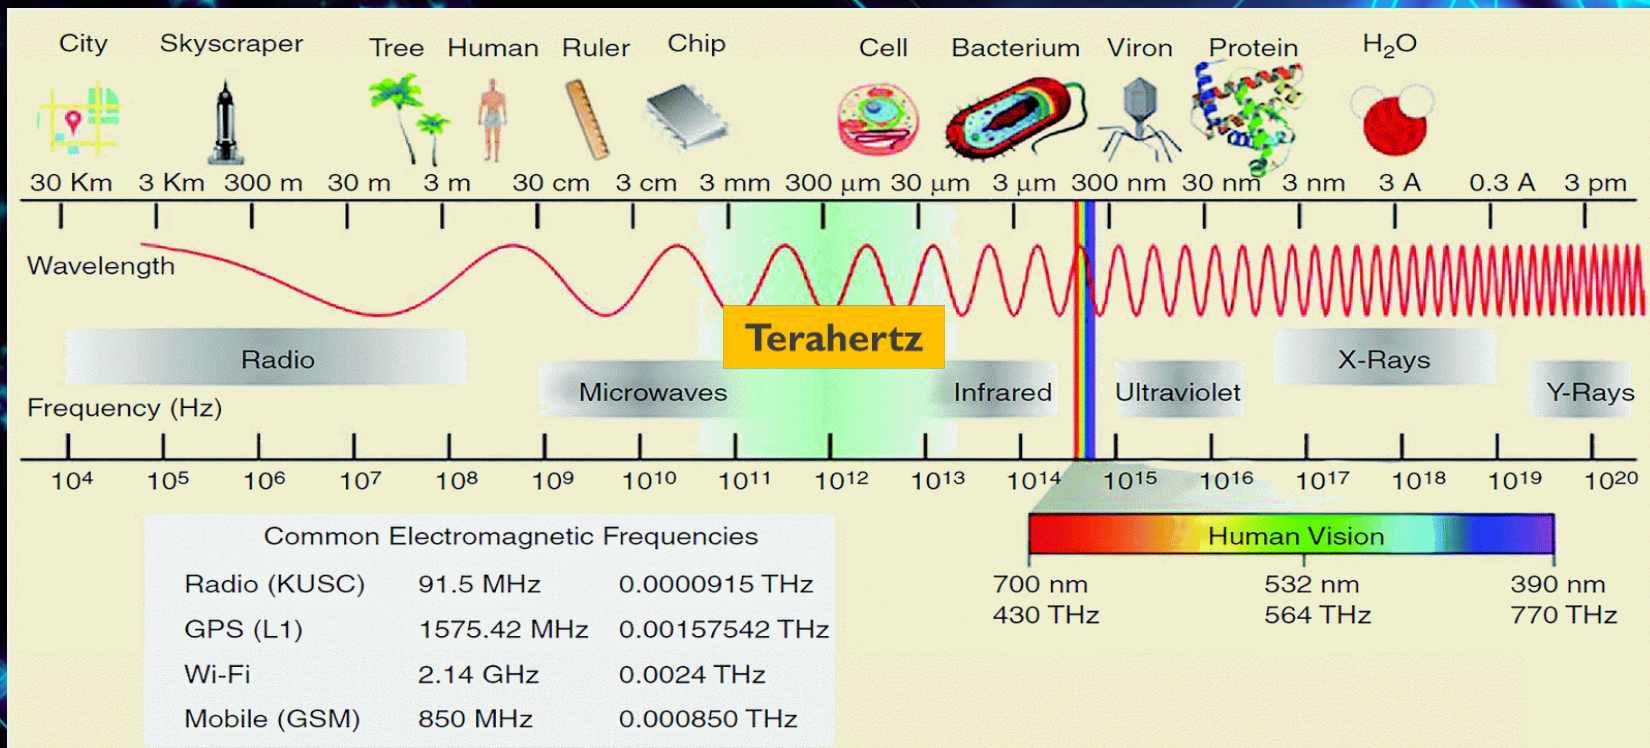 City Skyscraper Tree Human Ruler Chip Cell Bacterium Viron Protein H₂O
30 Km 3 Km 300 m 30 m 3 m 30 cm 3 cm 3 mm 300 μm 30 μm 3 μm 300 nm 30 nm 3 nm 3 A 0.3 A 3 pm
Wavelength
Terahertz
Radio
X-Rays
Microwaves Infrared Ultraviolet Y-Rays
Frequency (Hz)
10⁴ 10⁵ 10⁶ 10⁷ 10⁸ 10⁹ 10¹⁰ 10¹¹ 10¹² 10¹³ 10¹⁴ 10¹⁵ 10¹⁶ 10¹⁷ 10¹⁸ 10¹⁹ 10²⁰
Human Vision
700 nm 532 nm 390 nm
430 THz 564 THz 770 THz
Common Electromagnetic Frequencies
Radio (KUSC) 91.5 MHz 0.0000915 THz
GPS (L1) 1575.42 MHz 0.00157542 THz
Wi-Fi 2.14 GHz 0.0024 THz
Mobile (GSM) 850 MHz 0.000850 THz